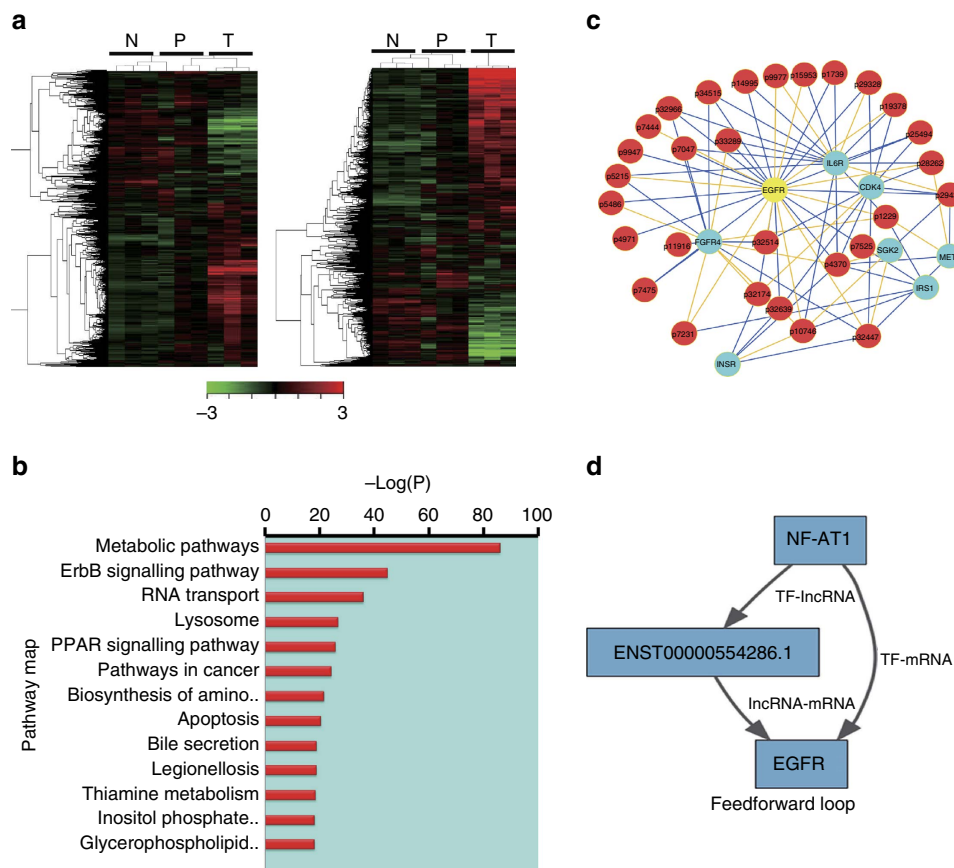 a
N P T
N P T
−3 3
b
−Log(P)
0 20 40 60 80 100
Pathway map
Metabolic pathways
ErbB signalling pathway
RNA transport
Lysosome
PPAR signalling pathway
Pathways in cancer
Biosynthesis of amino..
Apoptosis
Bile secretion
Legionellosis
Thiamine metabolism
Inositol phosphate..
Glycerophospholipid..
c
p9977
p15953
p1739
p14995
p29328
p34515
p19378
p32966
p7444
p25494
p33289
p7047
p9947
IL6R
p28262
p5215
CDK4
EGFR
p5486
p1229
p4971
FGFR4
p11916
p32514
p7525
SGK2
MET
p4370
IRS1
p7475
p32174
p32639
p7231
p10746
p32447
INSR
d
NF-AT1
TF-lncRNA
ENST00000554286.1
TF-mRNA
lncRNA-mRNA
EGFR
Feedforward loop